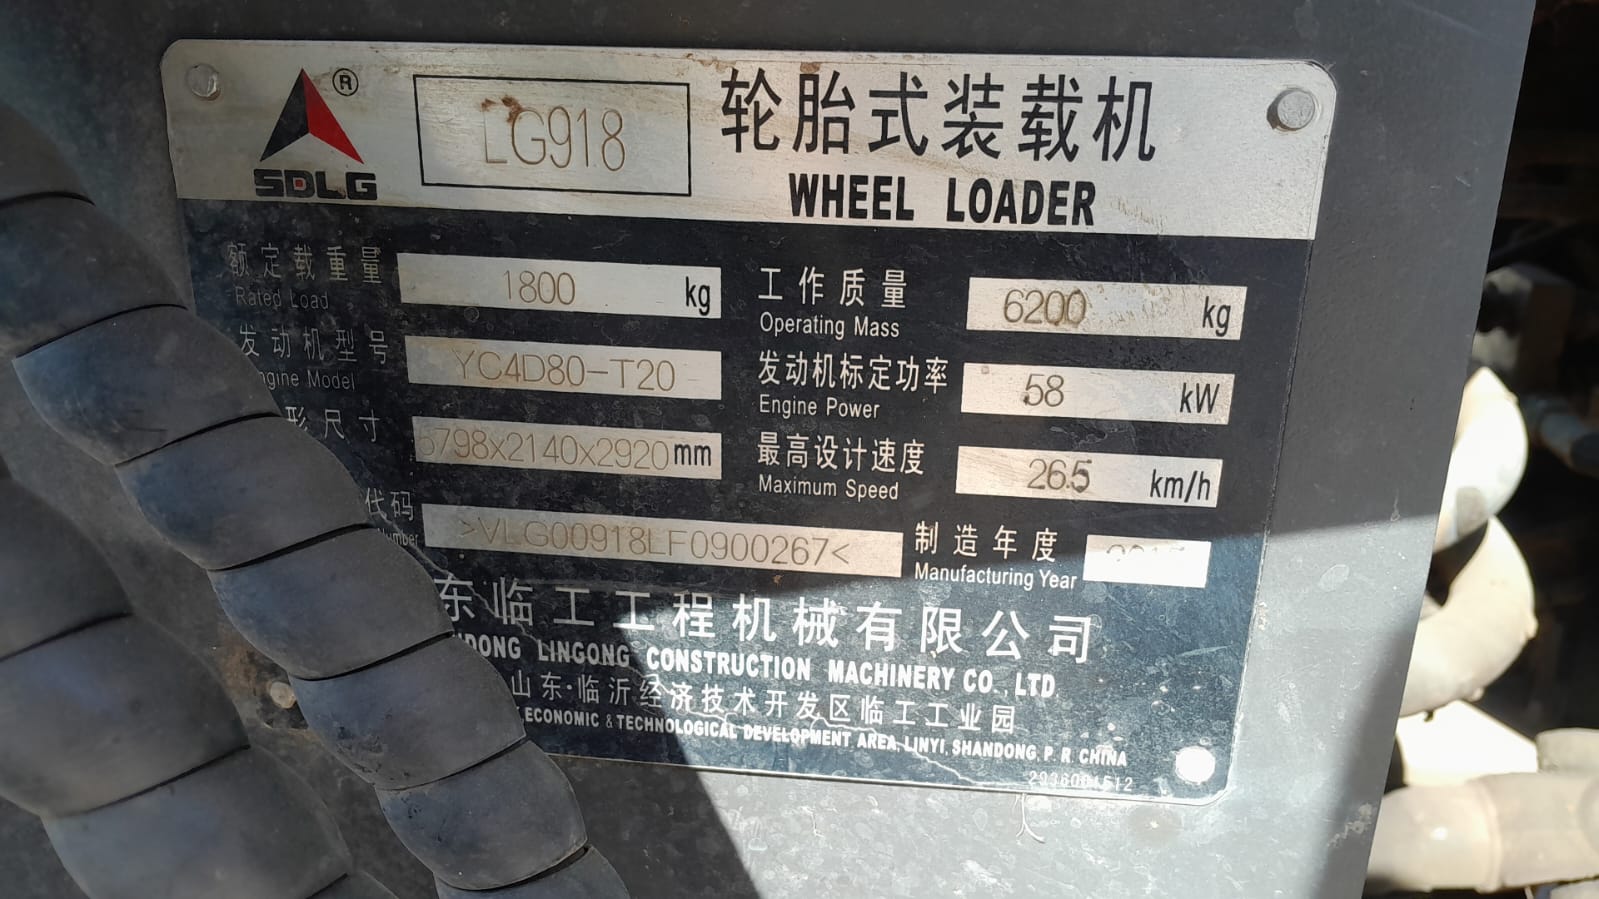 ®
SDLG
LG918
轮胎式装载机
WHEEL LOADER
额定载重量 1800 kg
Rated Load
工作质量 6200 kg
Operating Mass
发动机型号 YC4D80-T20
Engine Model
发动机标定功率 58 kW
Engine Power
形尺寸 5798x2140x2920 mm
最高设计速度 26.5 km/h
Maximum Speed
代码 >VLG00918LF0900267<
Number
制造年度
Manufacturing Year
东临工工程机械有限公司
DONG LINGONG CONSTRUCTION MACHINERY CO., LTD.
山东·临沂经济技术开发区临工工业园
ECONOMIC & TECHNOLOGICAL DEVELOPMENT AREA, LINYI, SHANDONG, P. R. CHINA